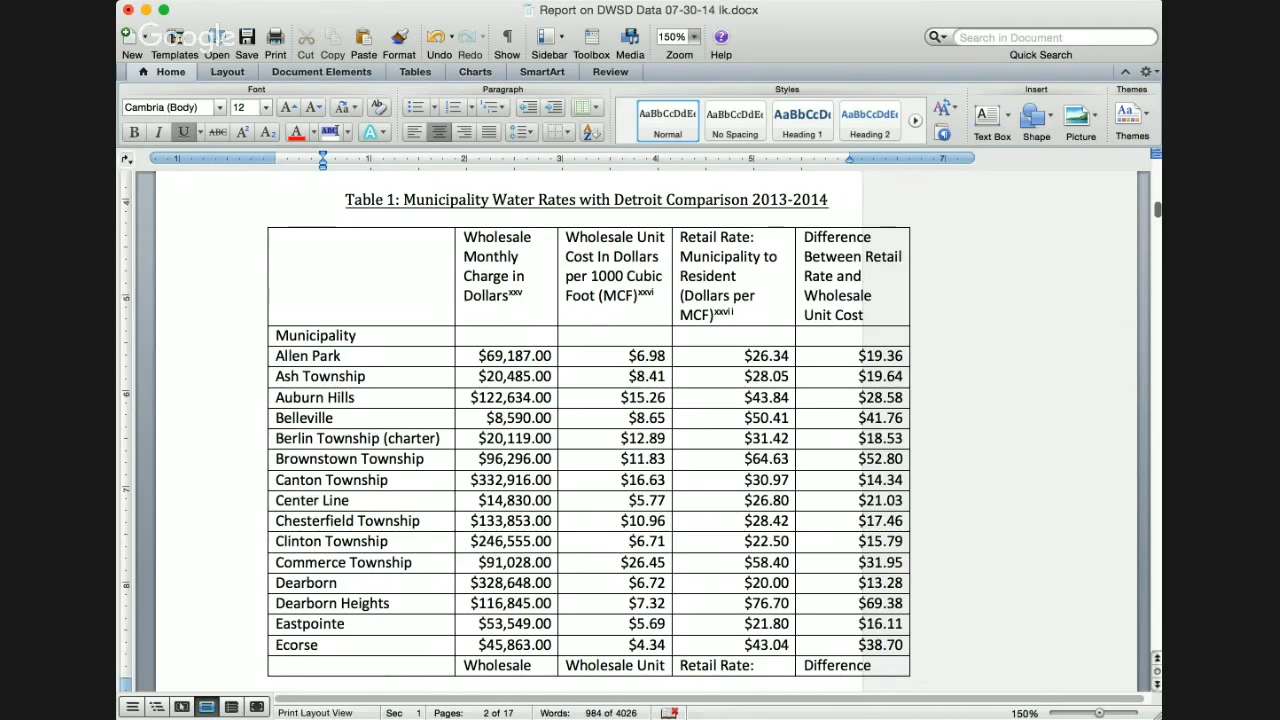 Report on DWSD Data 07-30-14 lk.docx
Google
New Templates Open Save Print Cut Copy Paste Format Undo Redo Show Sidebar Toolbox Media Zoom Help
150%
Search in Document
Quick Search
Home Layout Document Elements Tables Charts SmartArt Review
Font Paragraph Styles Insert Themes
Cambria (Body) 12
AaBbCcDdEe AaBbCcDdEe AaBbCcDc AaBbCcDdEe
Normal No Spacing Heading 1 Heading 2
Text Box Shape Picture Themes
Table 1: Municipality Water Rates with Detroit Comparison 2013-2014
Wholesale Monthly Charge in Dollarsxxv
Wholesale Unit Cost In Dollars per 1000 Cubic Foot (MCF)xxvi
Retail Rate: Municipality to Resident (Dollars per MCF)xxvii
Difference Between Retail Rate and Wholesale Unit Cost
Municipality
Allen Park $69,187.00 $6.98 $26.34 $19.36
Ash Township $20,485.00 $8.41 $28.05 $19.64
Auburn Hills $122,634.00 $15.26 $43.84 $28.58
Belleville $8,590.00 $8.65 $50.41 $41.76
Berlin Township (charter) $20,119.00 $12.89 $31.42 $18.53
Brownstown Township $96,296.00 $11.83 $64.63 $52.80
Canton Township $332,916.00 $16.63 $30.97 $14.34
Center Line $14,830.00 $5.77 $26.80 $21.03
Chesterfield Township $133,853.00 $10.96 $28.42 $17.46
Clinton Township $246,555.00 $6.71 $22.50 $15.79
Commerce Township $91,028.00 $26.45 $58.40 $31.95
Dearborn $328,648.00 $6.72 $20.00 $13.28
Dearborn Heights $116,845.00 $7.32 $76.70 $69.38
Eastpointe $53,549.00 $5.69 $21.80 $16.11
Ecorse $45,863.00 $4.34 $43.04 $38.70
Wholesale Wholesale Unit Retail Rate: Difference
Print Layout View Sec 1 Pages: 2 of 17 Words: 984 of 4026 150%